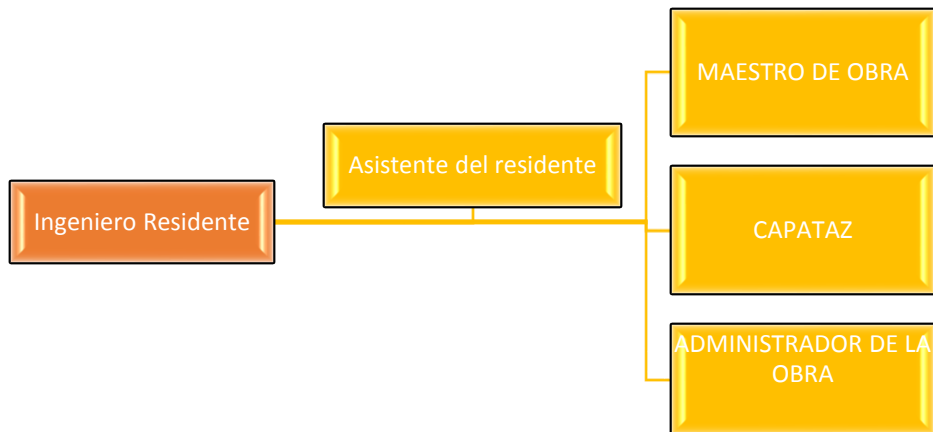 Ingeniero Residente
Asistente del residente
MAESTRO DE OBRA
CAPATAZ
ADMINISTRADOR DE LA
OBRA